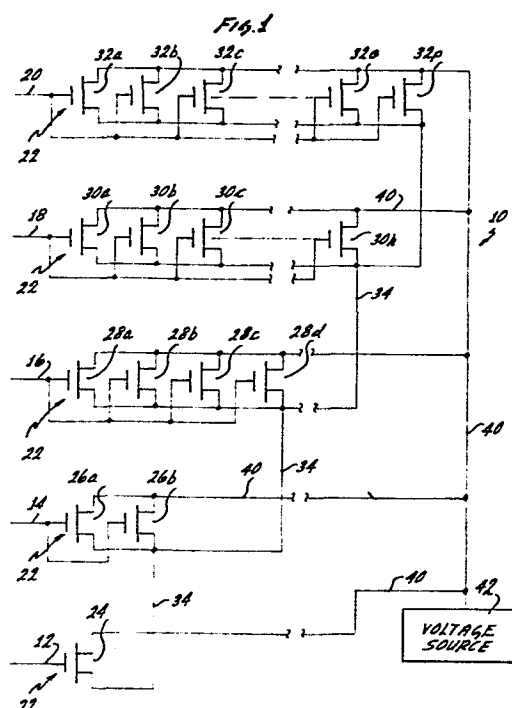 Fig. 1
32a 32b 32c 32o 32p
20
22
30a 30b 30c 40 10
18
30h
22
34
28a 28b 28c 28d
16
40
22
34
26a 26b 40
14
22
34 40
24 42
12
VOLTAGE
SOURCE
22